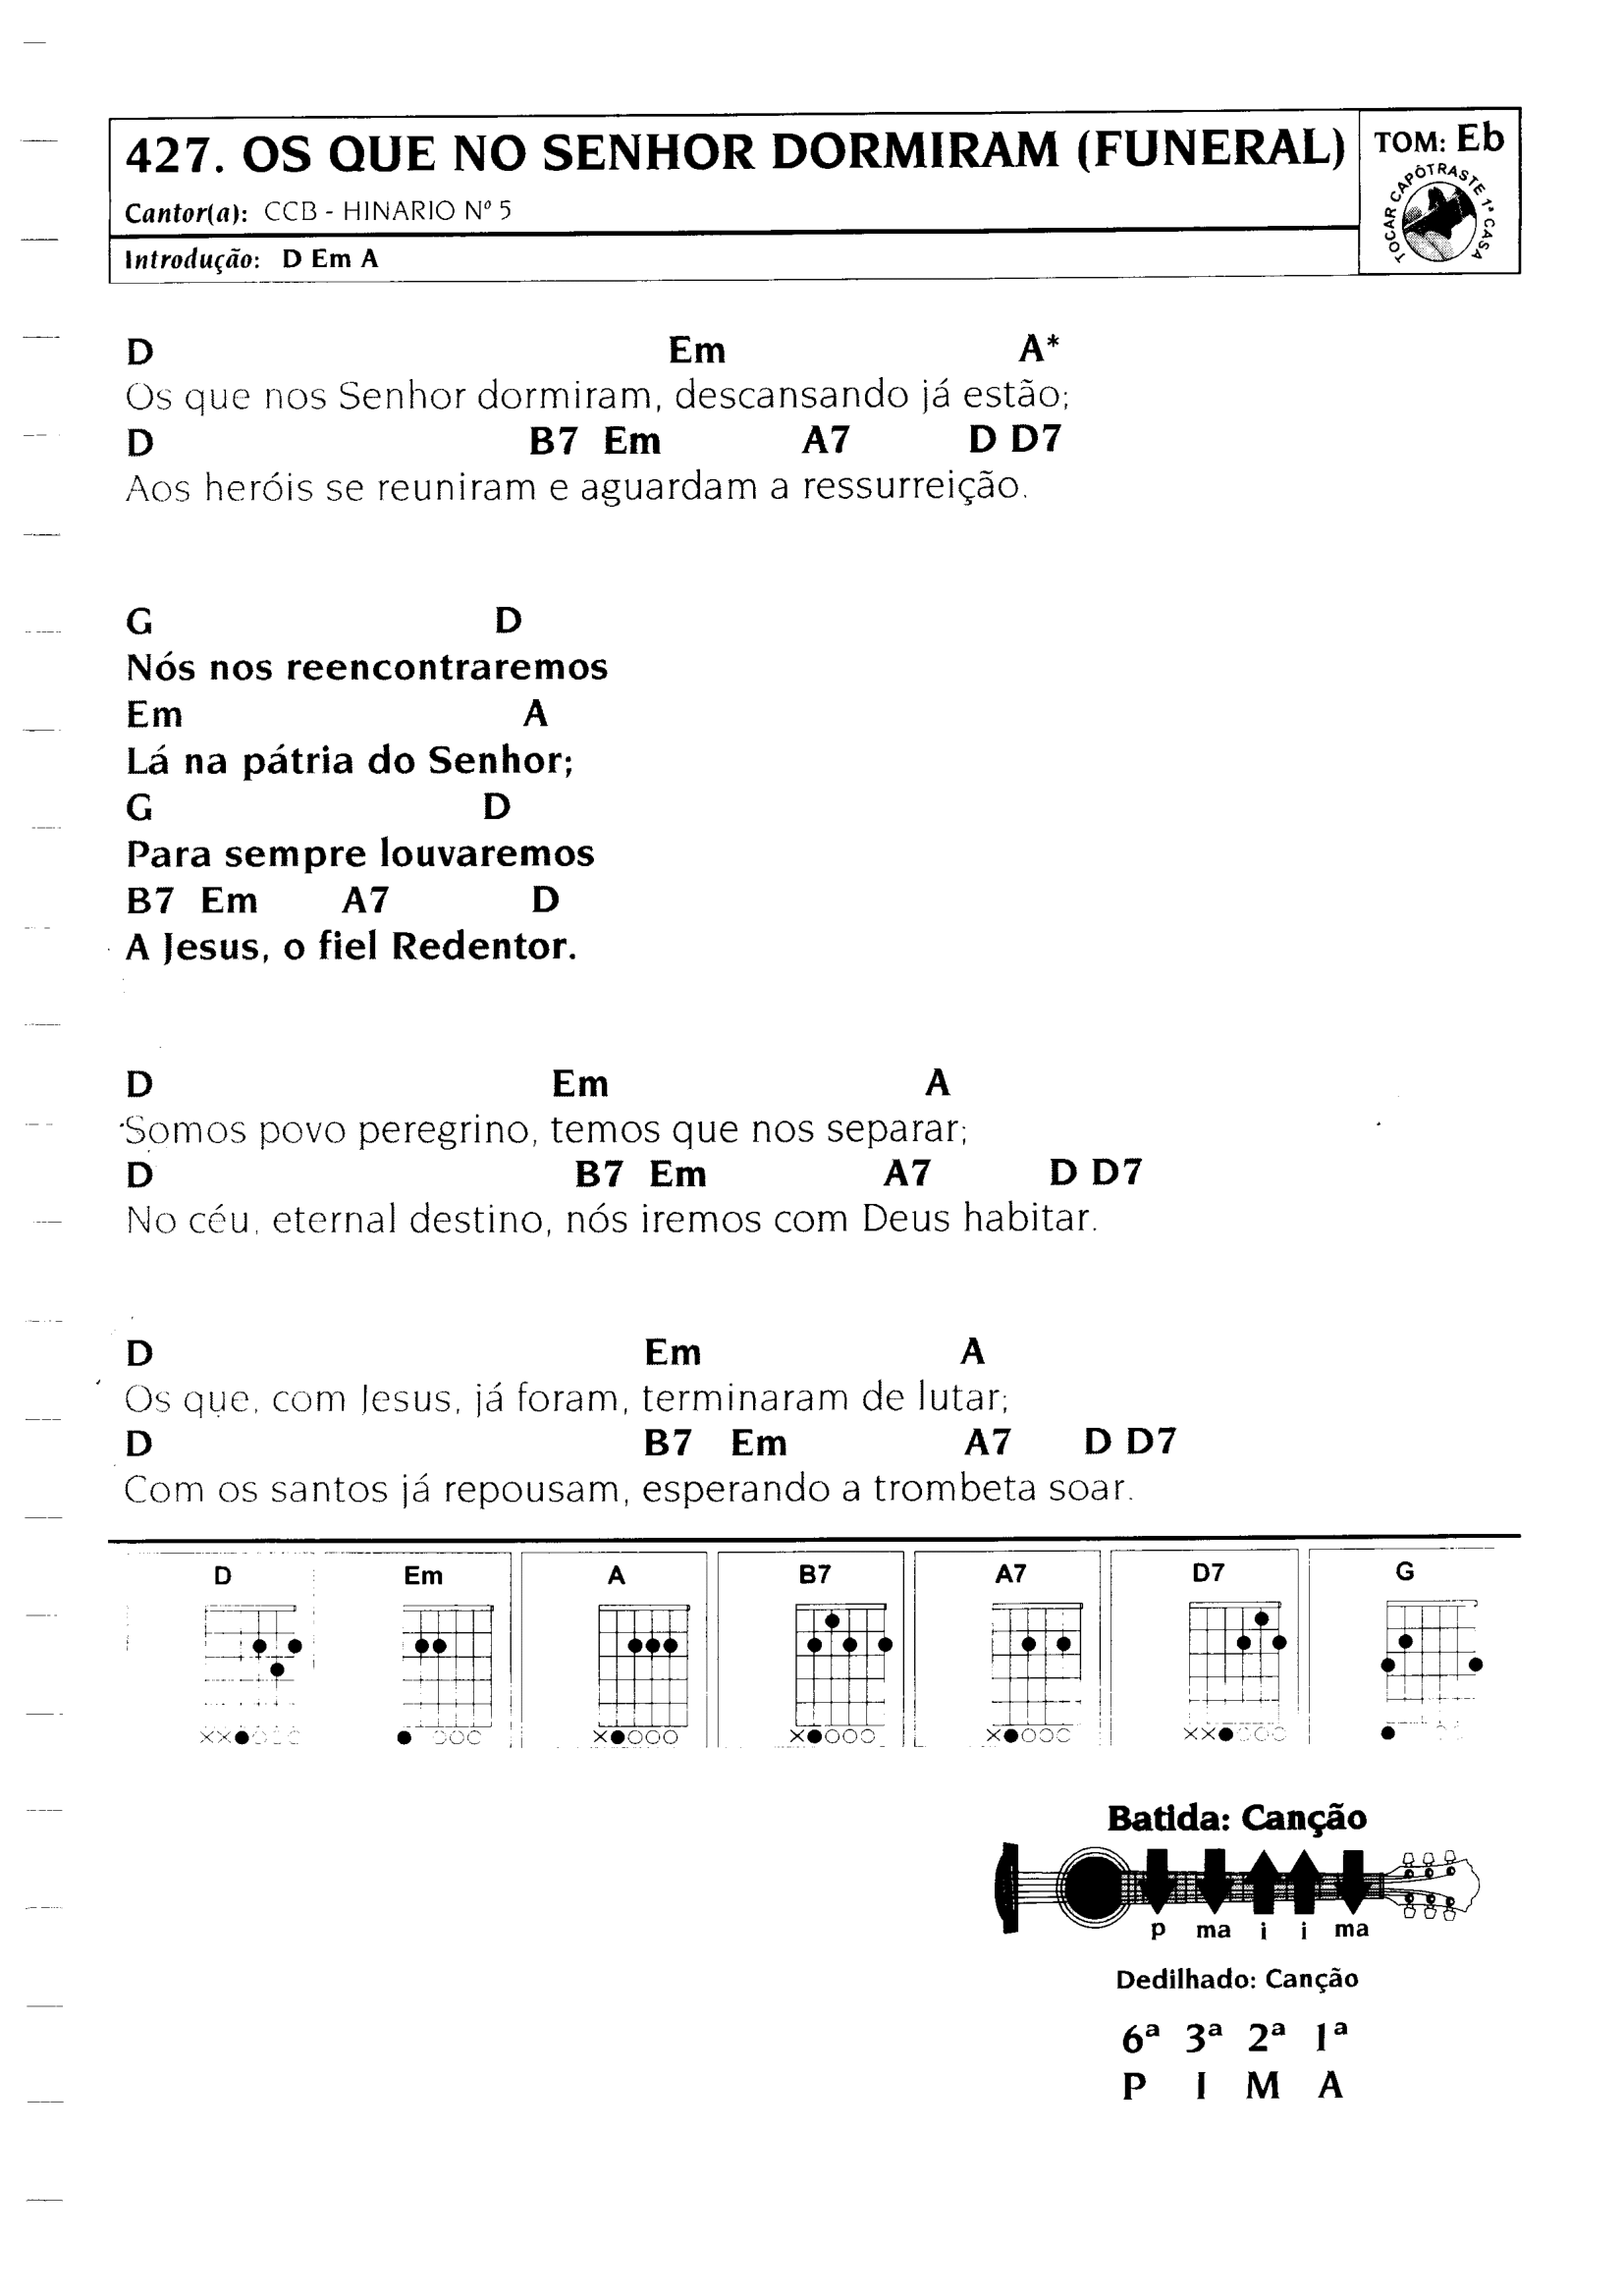 427. OS QUE NO SENHOR DORMIRAM (FUNERAL)
TOM: Eb
TOCAR CAPÔTRASTE 1ª CASA
Cantor(a): CCB - HINARIO Nº 5
Introdução: D Em A
D Em A*
Os que nos Senhor dormiram, descansando já estão;
D B7 Em A7 D D7
Aos heróis se reuniram e aguardam a ressurreição.
G D
Nós nos reencontraremos
Em A
Lá na pátria do Senhor;
G D
Para sempre louvaremos
B7 Em A7 D
A Jesus, o fiel Redentor.
D Em A
Somos povo peregrino, temos que nos separar;
D B7 Em A7 D D7
No céu, eternal destino, nós iremos com Deus habitar.
D Em A
Os que, com Jesus, já foram, terminaram de lutar;
D B7 Em A7 D D7
Com os santos já repousam, esperando a trombeta soar.
D Em A B7 A7 D7 G
Batida: Canção
p ma i i ma
Dedilhado: Canção
6ª 3ª 2ª 1ª
P I M A